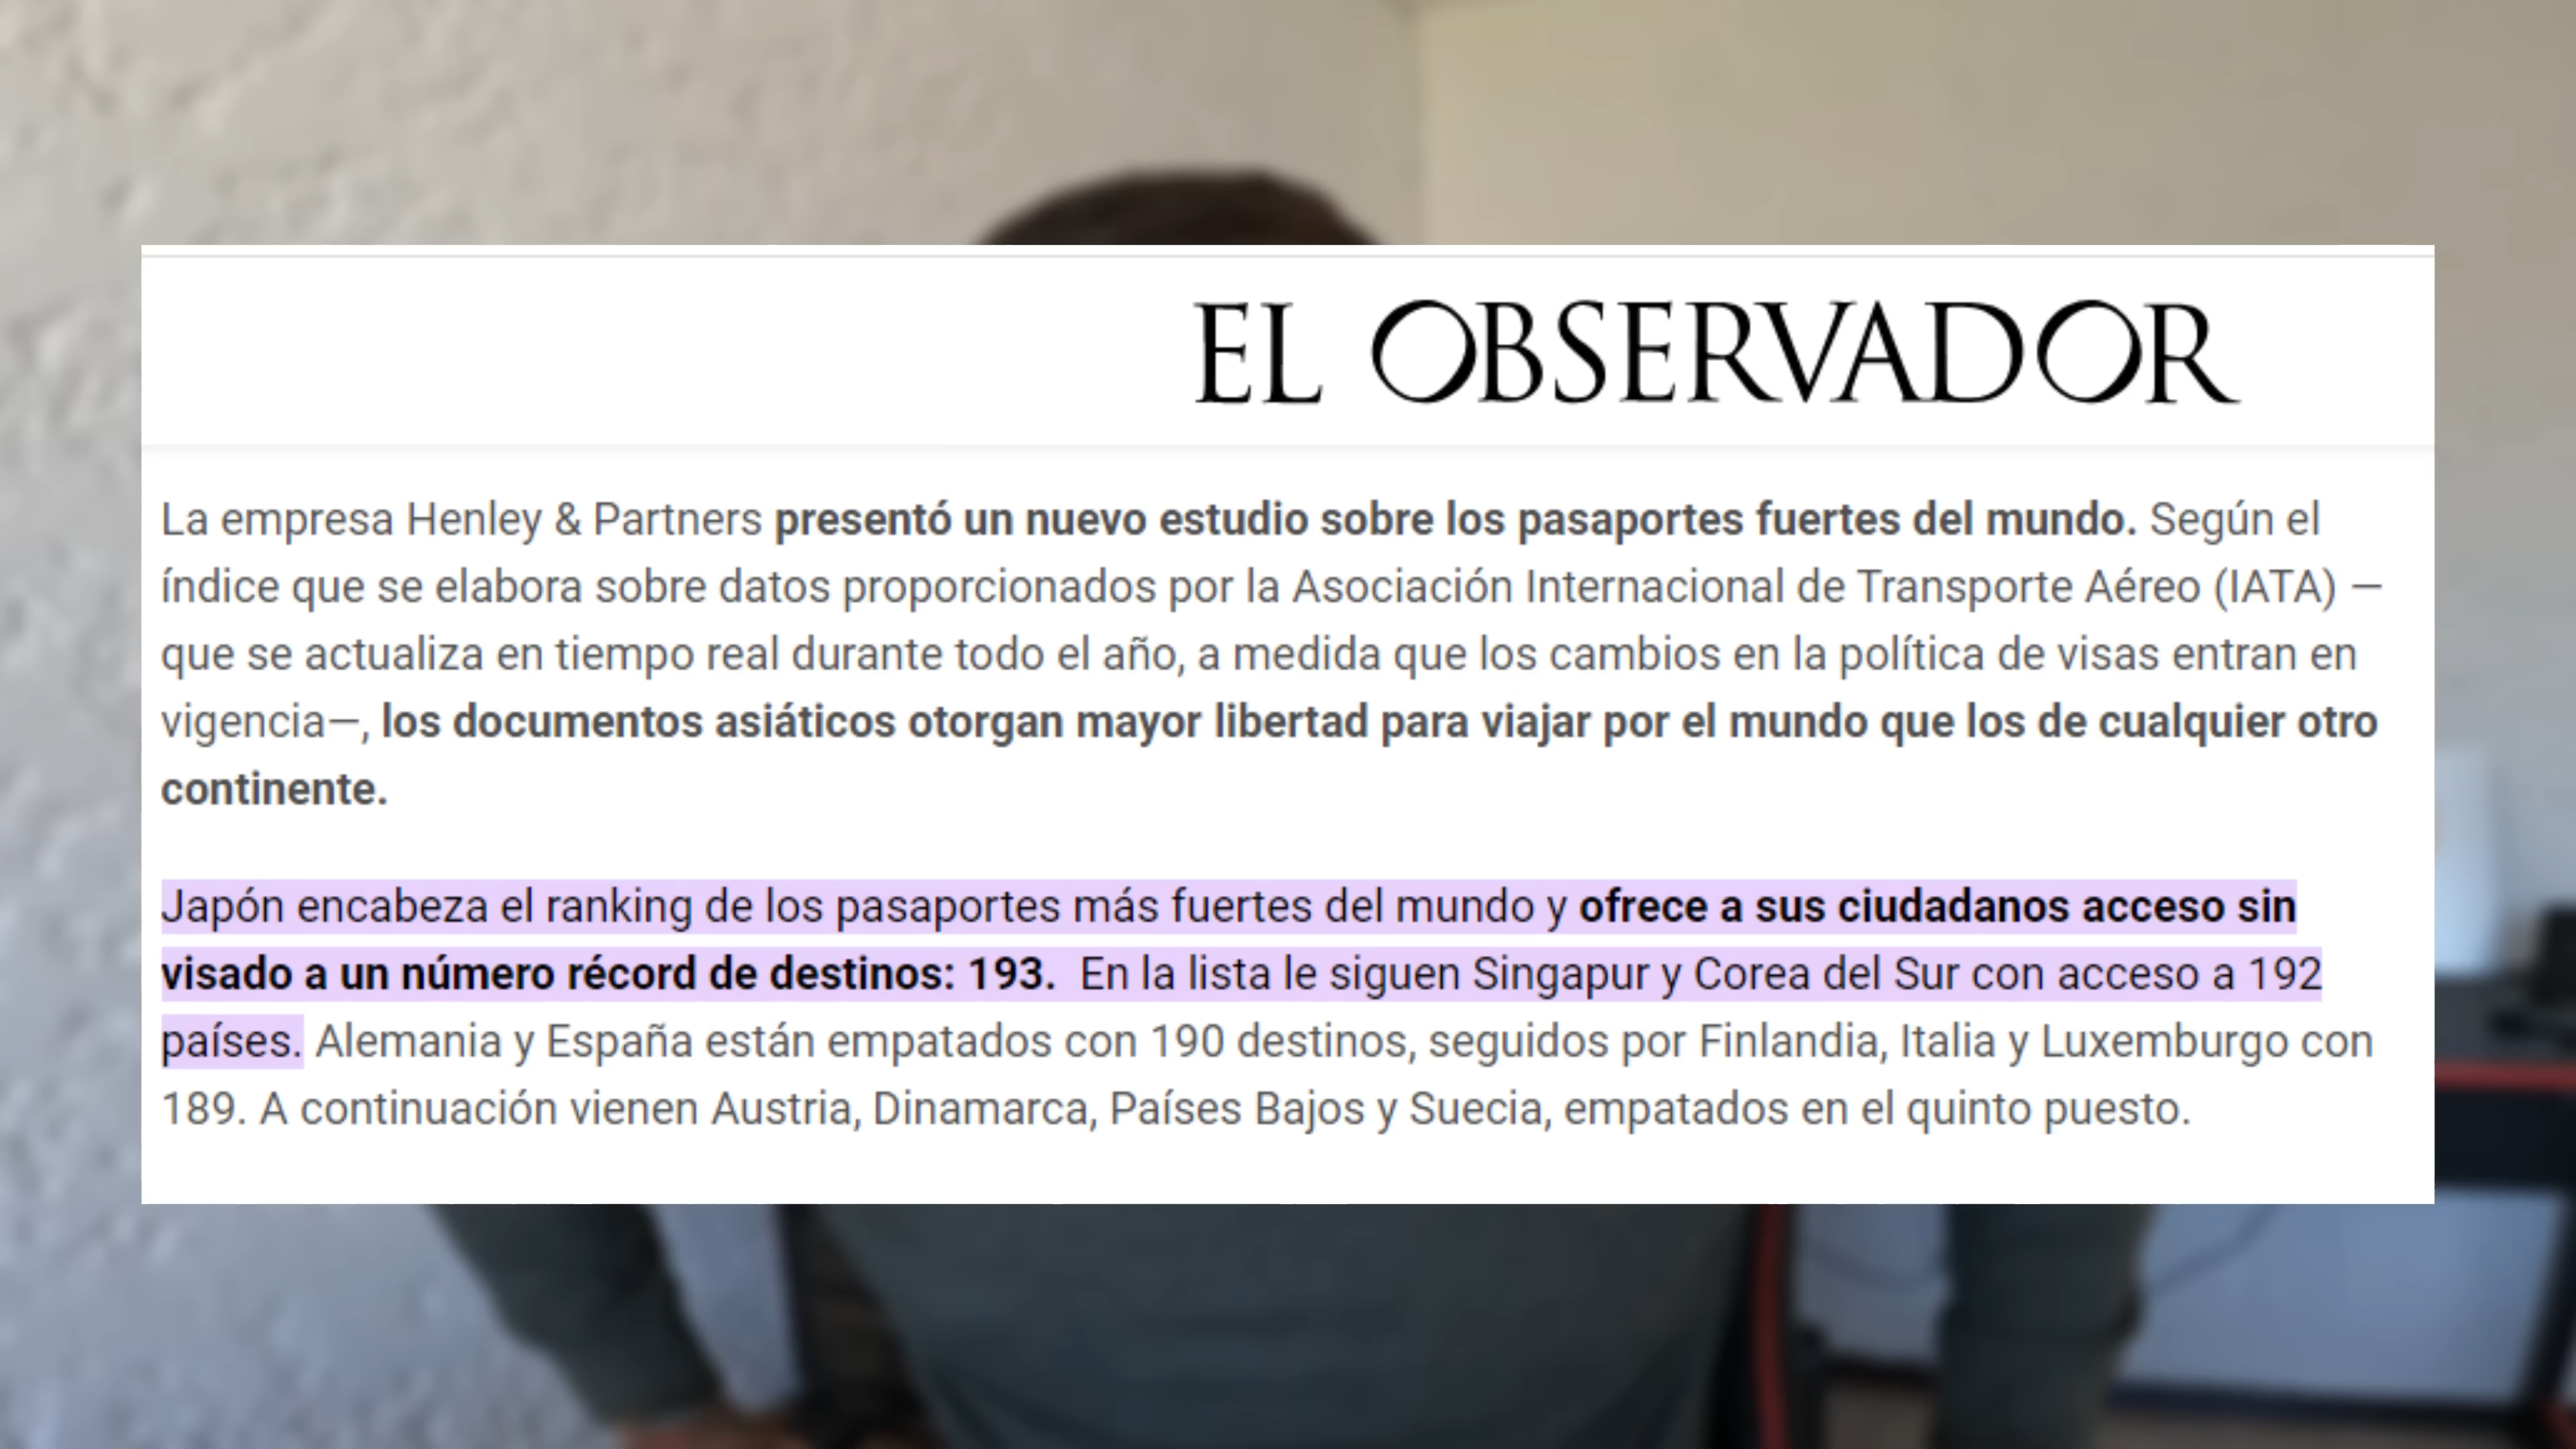 EL OBSERVADOR
La empresa Henley & Partners presentó un nuevo estudio sobre los pasaportes fuertes del mundo. Según el
índice que se elabora sobre datos proporcionados por la Asociación Internacional de Transporte Aéreo (IATA) —
que se actualiza en tiempo real durante todo el año, a medida que los cambios en la política de visas entran en
vigencia—, los documentos asiáticos otorgan mayor libertad para viajar por el mundo que los de cualquier otro
continente.
Japón encabeza el ranking de los pasaportes más fuertes del mundo y ofrece a sus ciudadanos acceso sin
visado a un número récord de destinos: 193. En la lista le siguen Singapur y Corea del Sur con acceso a 192
países. Alemania y España están empatados con 190 destinos, seguidos por Finlandia, Italia y Luxemburgo con
189. A continuación vienen Austria, Dinamarca, Países Bajos y Suecia, empatados en el quinto puesto.